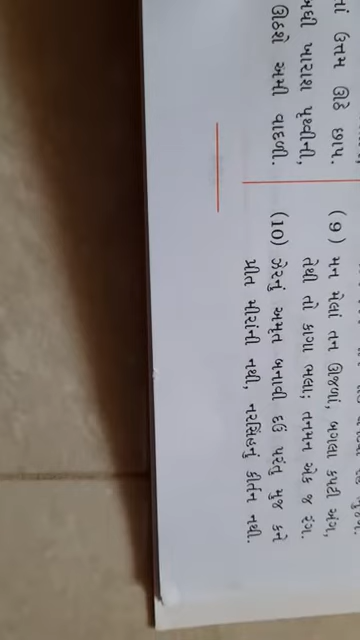 માં ઉત્તમ ઊઠે છાપ.
મઘી ખારાશ પૃથ્વીની,
ઊઠશે અમી વાદળી.
(9) મન મેલાં તન ઊજળાં, બગલા કપટી અંગ,
તેથી તો કાગા ભલા; તનમન એક જ રંગ.
(10) ઝેરનું અમૃત બનાવી દઉં પરંતુ મુજ કને
પ્રીત મીરાંની નથી, નરસિંહનું કીર્તન નથી.